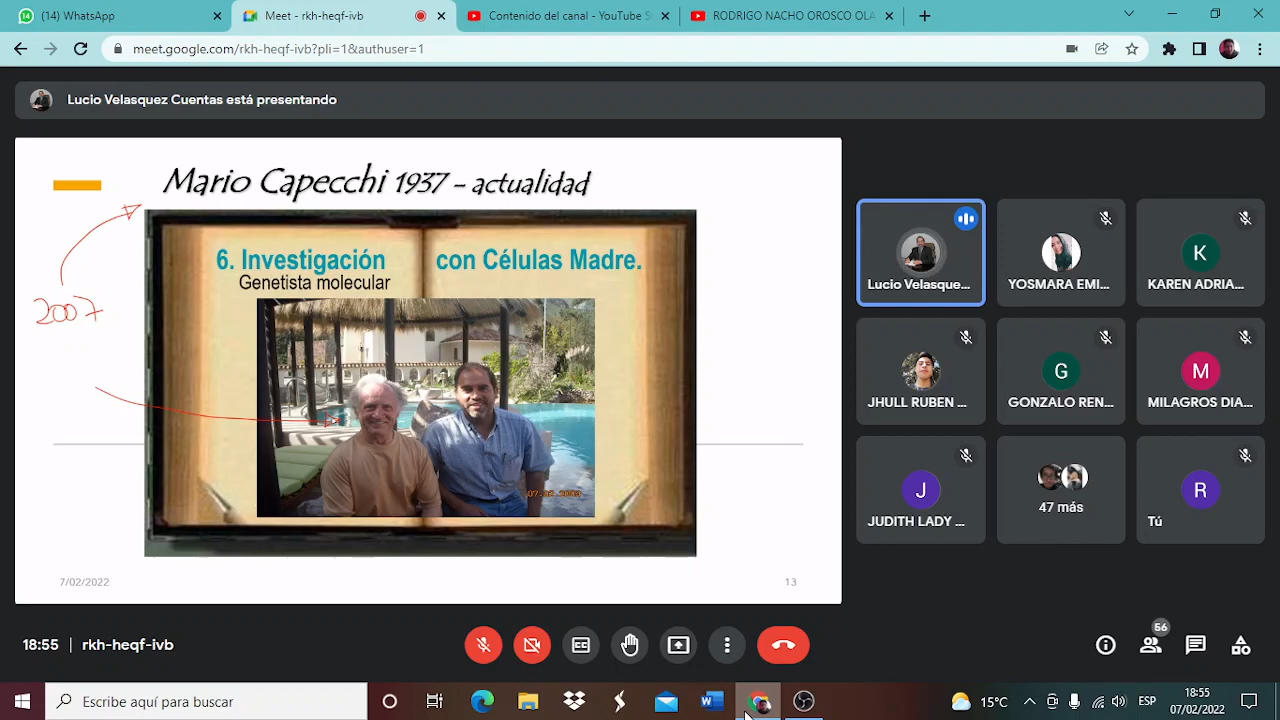 (14) WhatsApp
Meet - rkh-heqf-ivb
Contenido del canal - YouTube S
RODRIGO NACHO OROSCO OLA
meet.google.com/rkh-heqf-ivb?pli=1&authuser=1
Lucio Velasquez Cuentas está presentando
Mario Capecchi 1937 - actualidad
6. Investigación con Células Madre.
Genetista molecular
2007
7/02/2022
13
Lucio Velasque...
YOSMARA EMI...
K
KAREN ADRIA...
JHULL RUBEN ...
G
GONZALO REN...
M
MILAGROS DIA...
J
JUDITH LADY ...
47 más
R
Tú
18:55 | rkh-heqf-ivb
56
Escribe aquí para buscar
15°C
ESP
18:55
07/02/2022